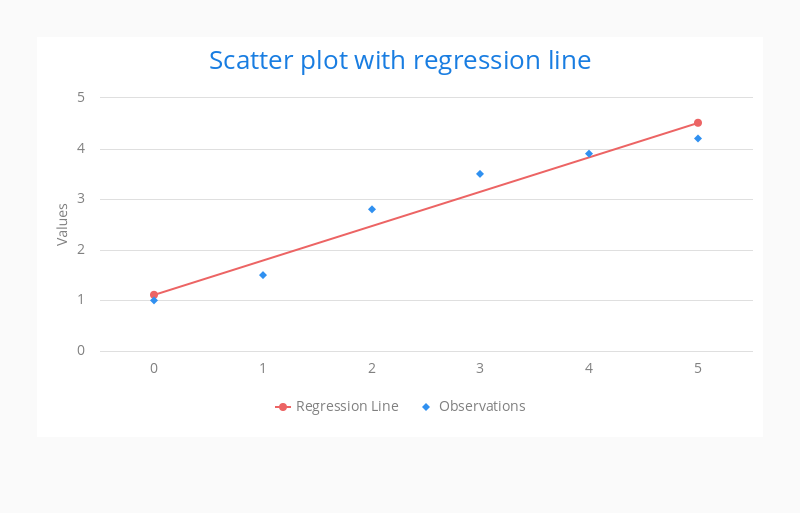 Scatter plot with regression line
Values
5
4
3
2
1
0
0 1 2 3 4 5
Regression Line Observations